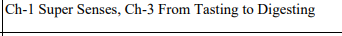 Ch-1 Super Senses, Ch-3 From Tasting to Digesting